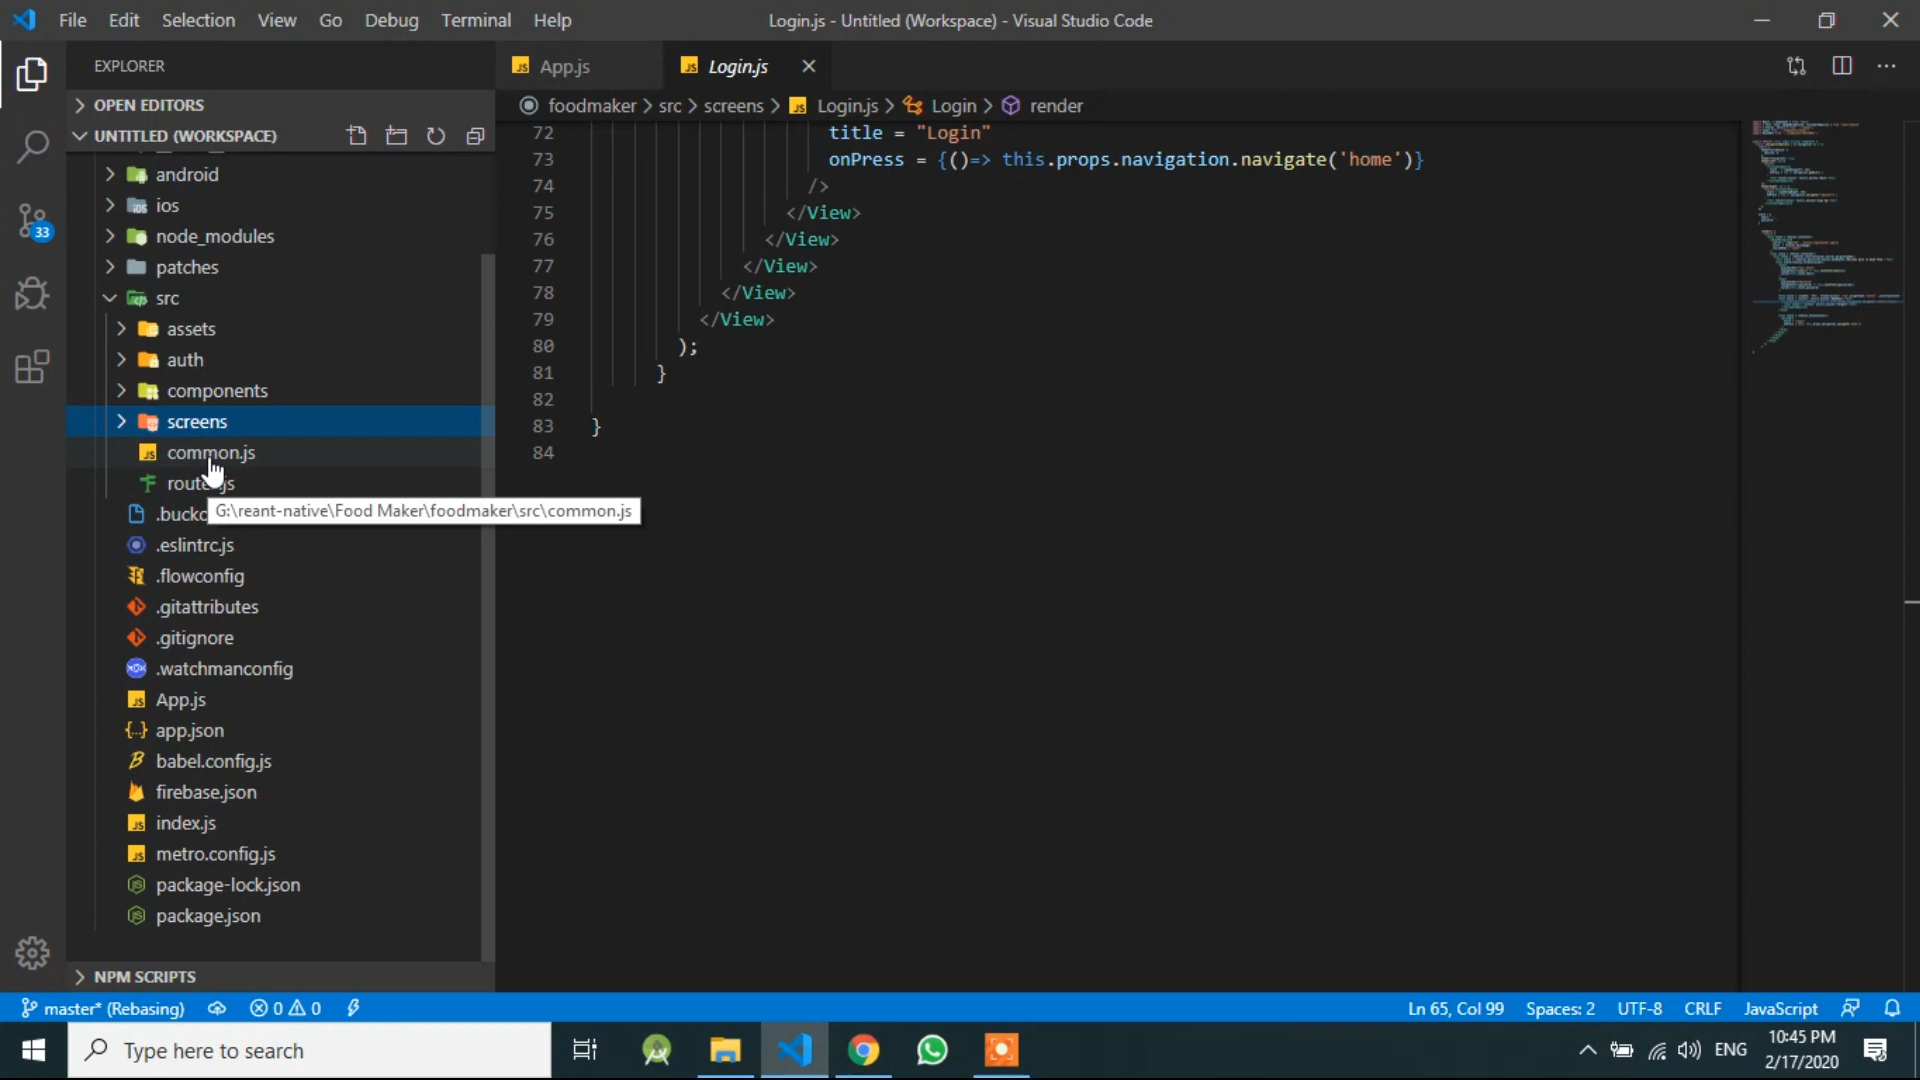 File Edit Selection View Go Debug Terminal Help
Login.js - Untitled (Workspace) - Visual Studio Code
EXPLORER
App.js
Login.js
OPEN EDITORS
foodmaker > src > screens > Login.js > Login > render
UNTITLED (WORKSPACE)
android
ios
node_modules
patches
src
assets
auth
components
screens
common.js
route js
G:\reant-native\Food Maker\foodmaker\src\common.js
.buckc
.eslintrc.js
.flowconfig
.gitattributes
.gitignore
.watchmanconfig
App.js
app.json
babel.config.js
firebase.json
index.js
metro.config.js
package-lock.json
package.json
NPM SCRIPTS
72 title = "Login"
73 onPress = {()=> this.props.navigation.navigate('home')}
74 />
75 </View>
76 </View>
77 </View>
78 </View>
79 </View>
80 );
81 }
82
83 }
84
33
master* (Rebasing) 0 0
Ln 65, Col 99 Spaces: 2 UTF-8 CRLF JavaScript
Type here to search
ENG
10:45 PM
2/17/2020